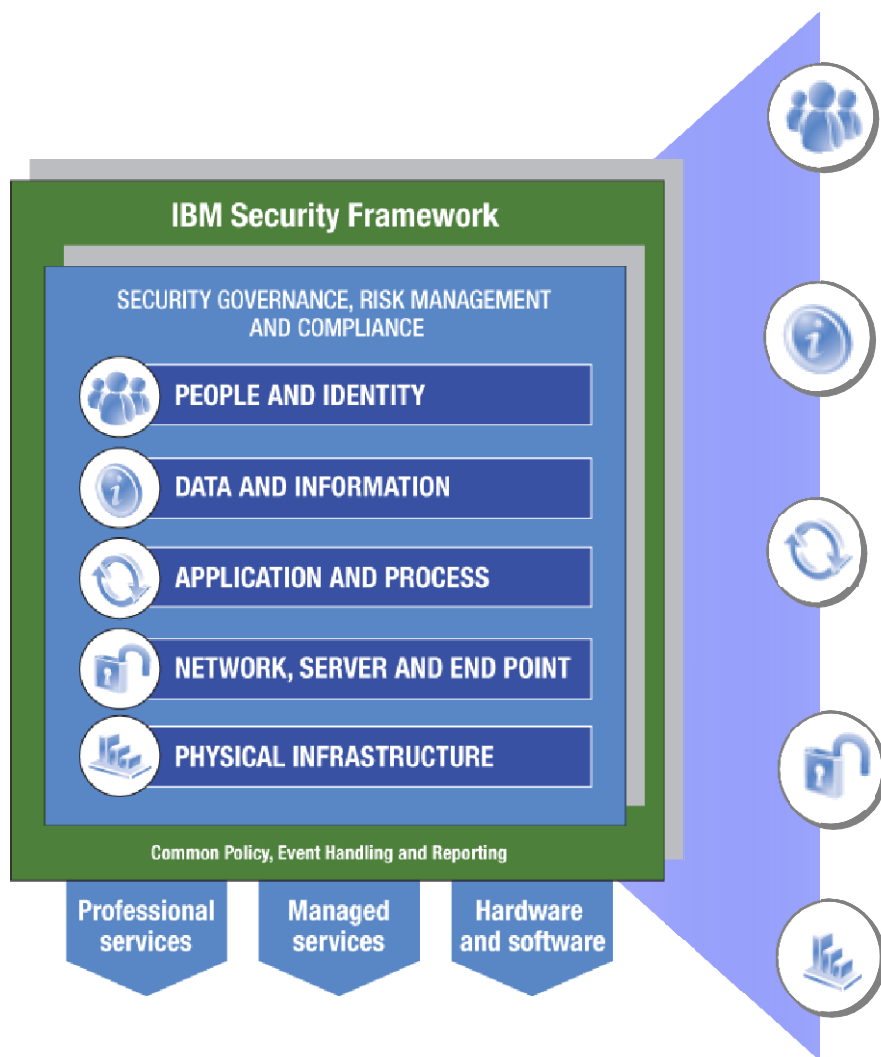 IBM Security Framework
SECURITY GOVERNANCE, RISK MANAGEMENT
AND COMPLIANCE
PEOPLE AND IDENTITY
DATA AND INFORMATION
APPLICATION AND PROCESS
NETWORK, SERVER AND END POINT
PHYSICAL INFRASTRUCTURE
Common Policy, Event Handling and Reporting
Professional
services
Managed
services
Hardware
and software